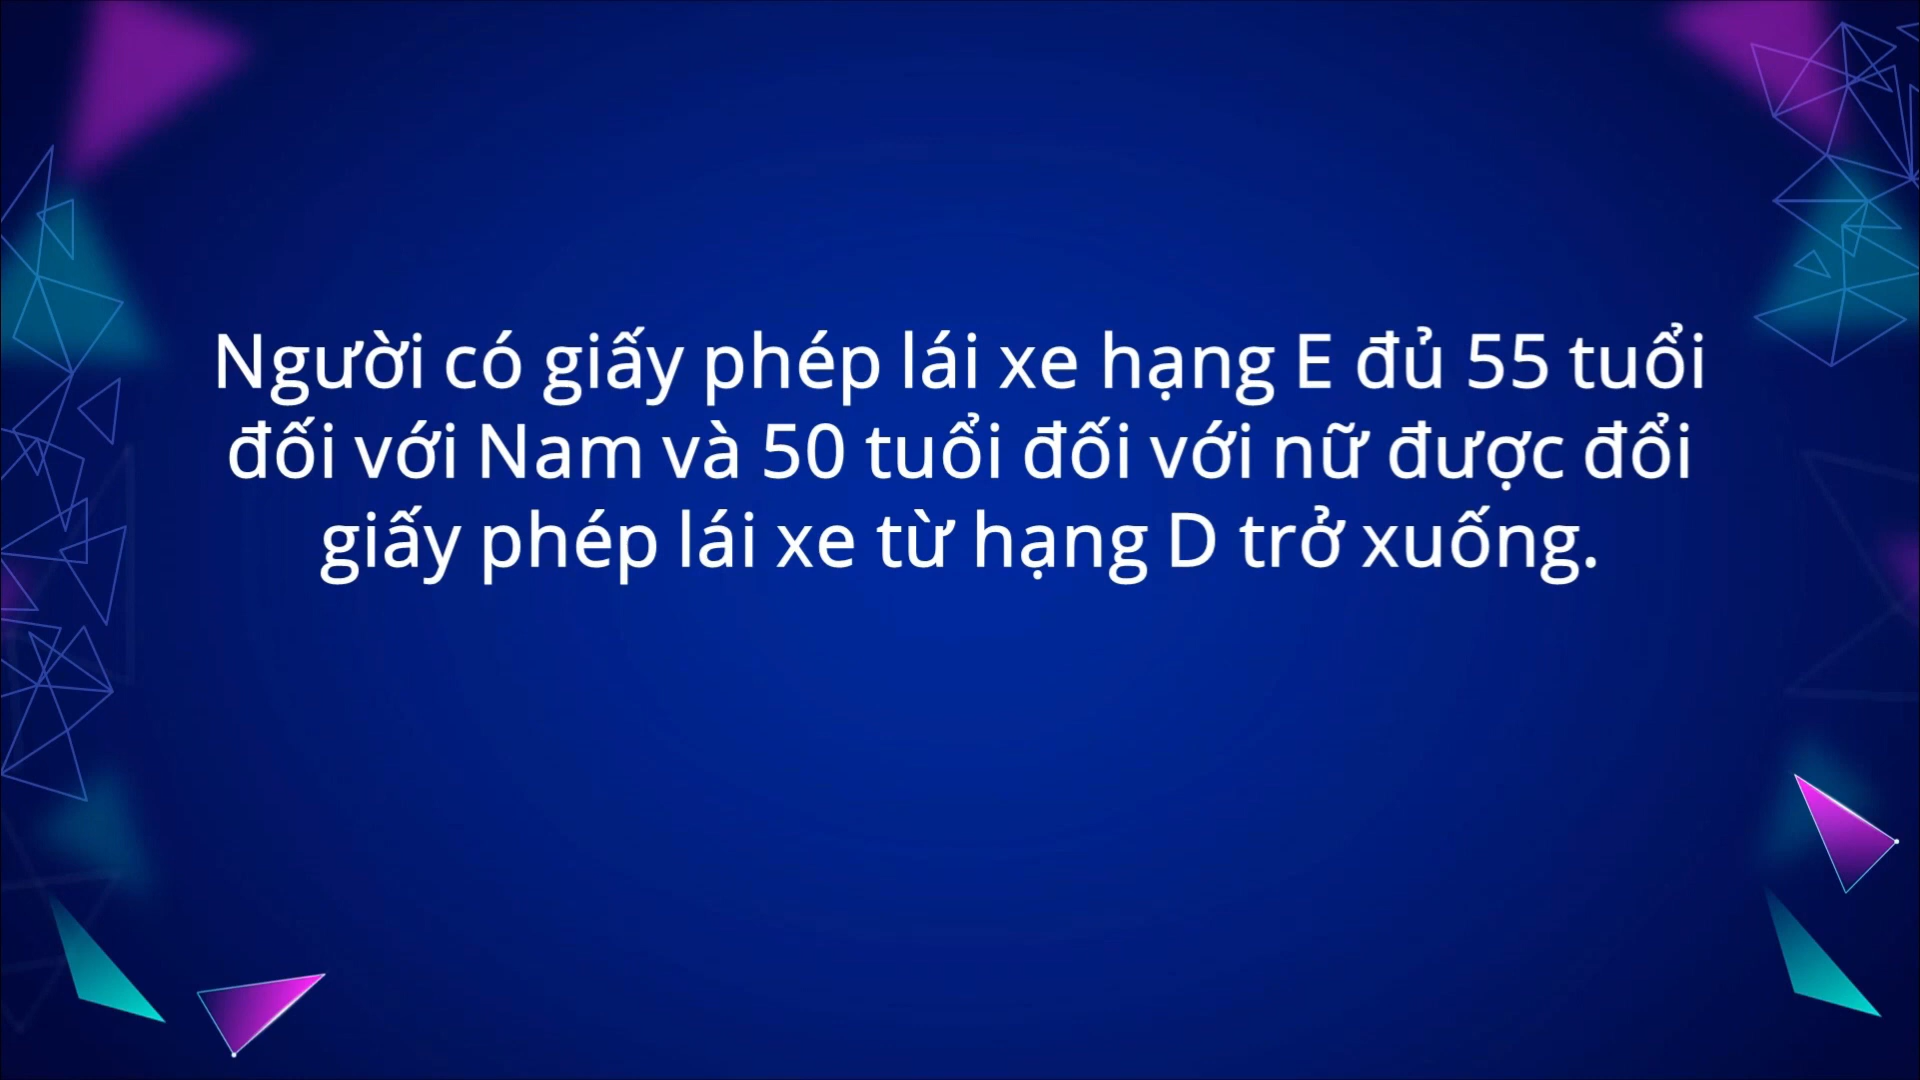 Người có giấy phép lái xe hạng E đủ 55 tuổi
đối với Nam và 50 tuổi đối với nữ được đổi
giấy phép lái xe từ hạng D trở xuống.